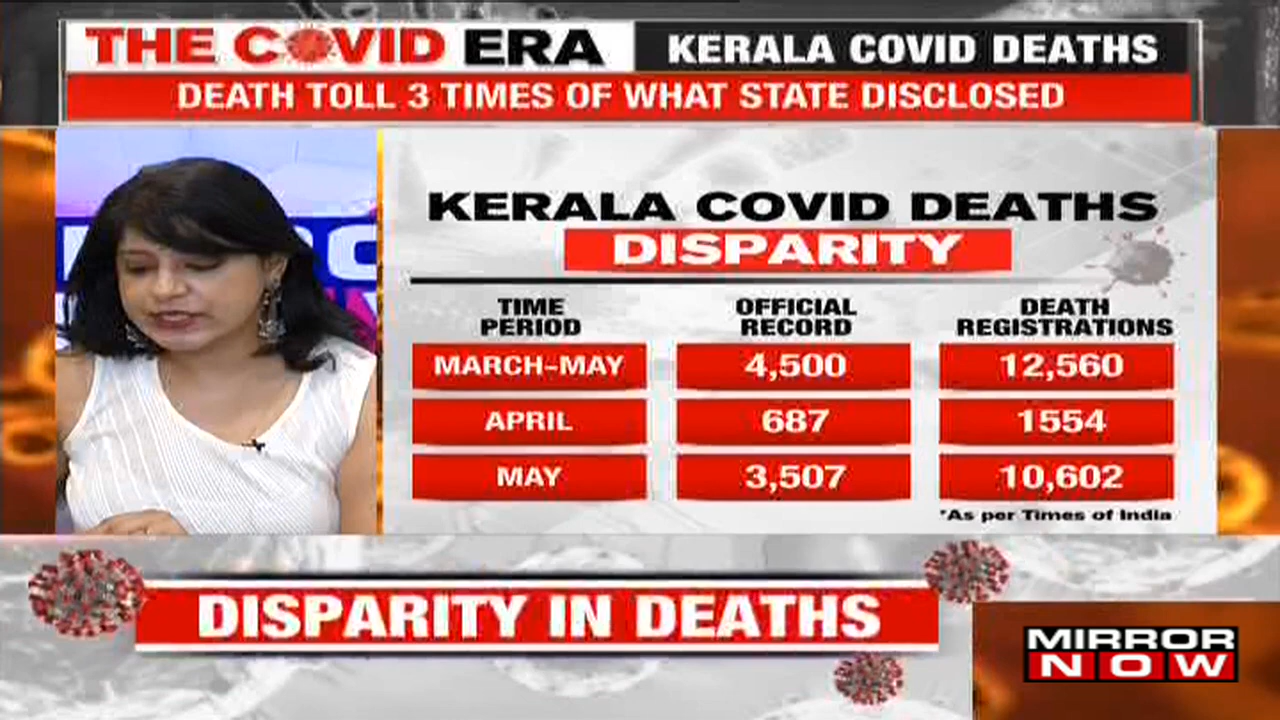 THE COVID ERA
KERALA COVID DEATHS
DEATH TOLL 3 TIMES OF WHAT STATE DISCLOSED
KERALA COVID DEATHS
DISPARITY
TIME PERIOD OFFICIAL RECORD DEATH REGISTRATIONS
MARCH-MAY 4,500 12,560
APRIL 687 1554
MAY 3,507 10,602
*As per Times of India
DISPARITY IN DEATHS
MIRROR
NOW